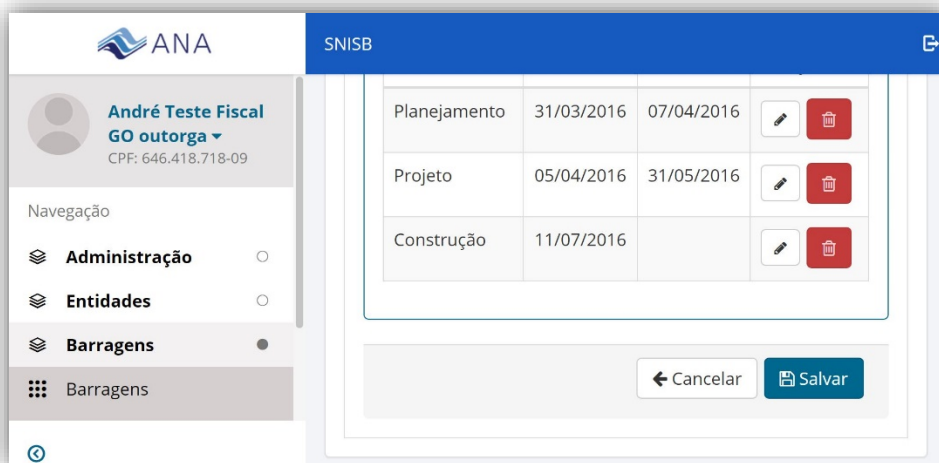 ANA
SNISB
André Teste Fiscal
GO outorga
CPF: 646.418.718-09
Navegação
Administração
Entidades
Barragens
Barragens
Planejamento 31/03/2016 07/04/2016
Projeto 05/04/2016 31/05/2016
Construção 11/07/2016
Cancelar Salvar